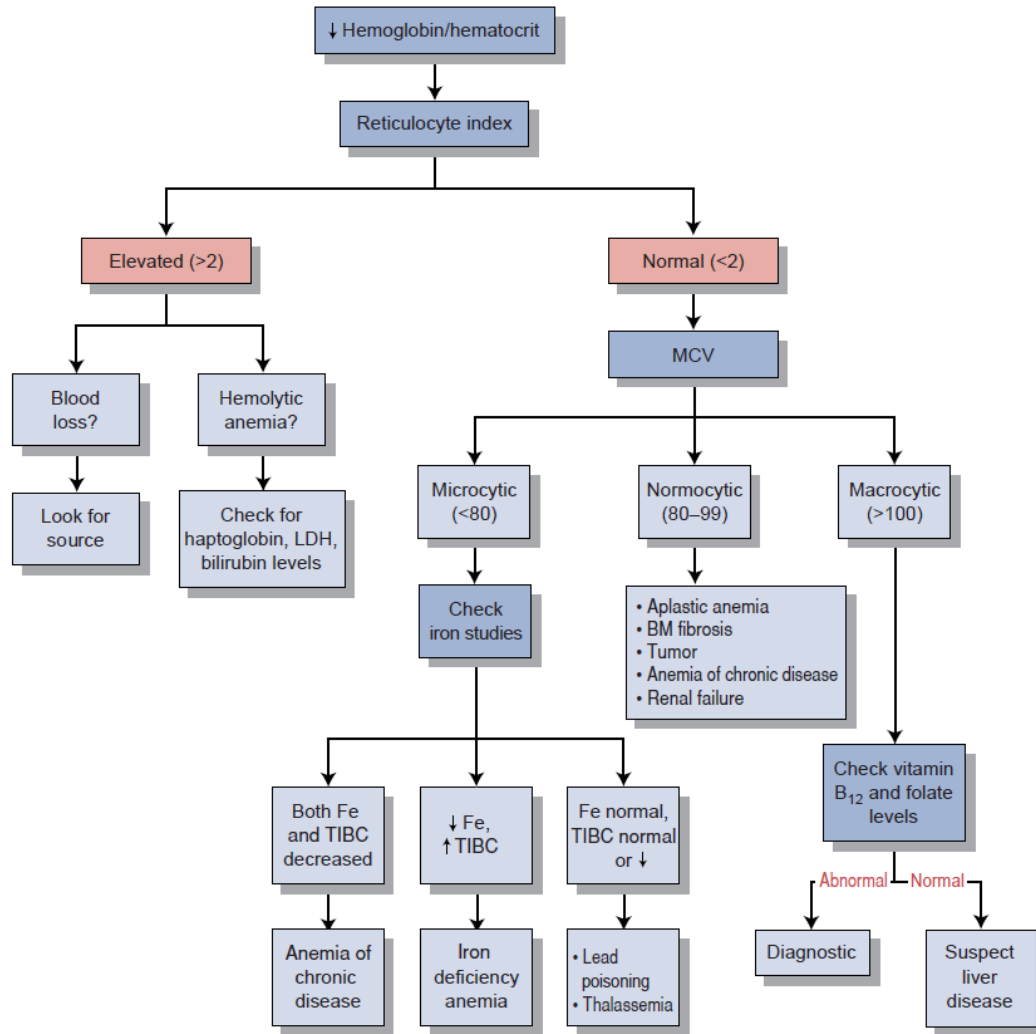 ↓ Hemoglobin/hematocrit
Reticulocyte index
Elevated (>2)
Normal (<2)
MCV
Blood
loss?
Hemolytic
anemia?
Look for
source
Check for
haptoglobin, LDH,
bilirubin levels
Microcytic
(<80)
Normocytic
(80–99)
Macrocytic
(>100)
Check
iron studies
• Aplastic anemia
• BM fibrosis
• Tumor
• Anemia of chronic disease
• Renal failure
Check vitamin
B12 and folate
levels
Both Fe
and TIBC
decreased
↓ Fe,
↑ TIBC
Fe normal,
TIBC normal
or ↓
Abnormal
Normal
Anemia of
chronic
disease
Iron
deficiency
anemia
• Lead
poisoning
• Thalassemia
Diagnostic
Suspect
liver
disease